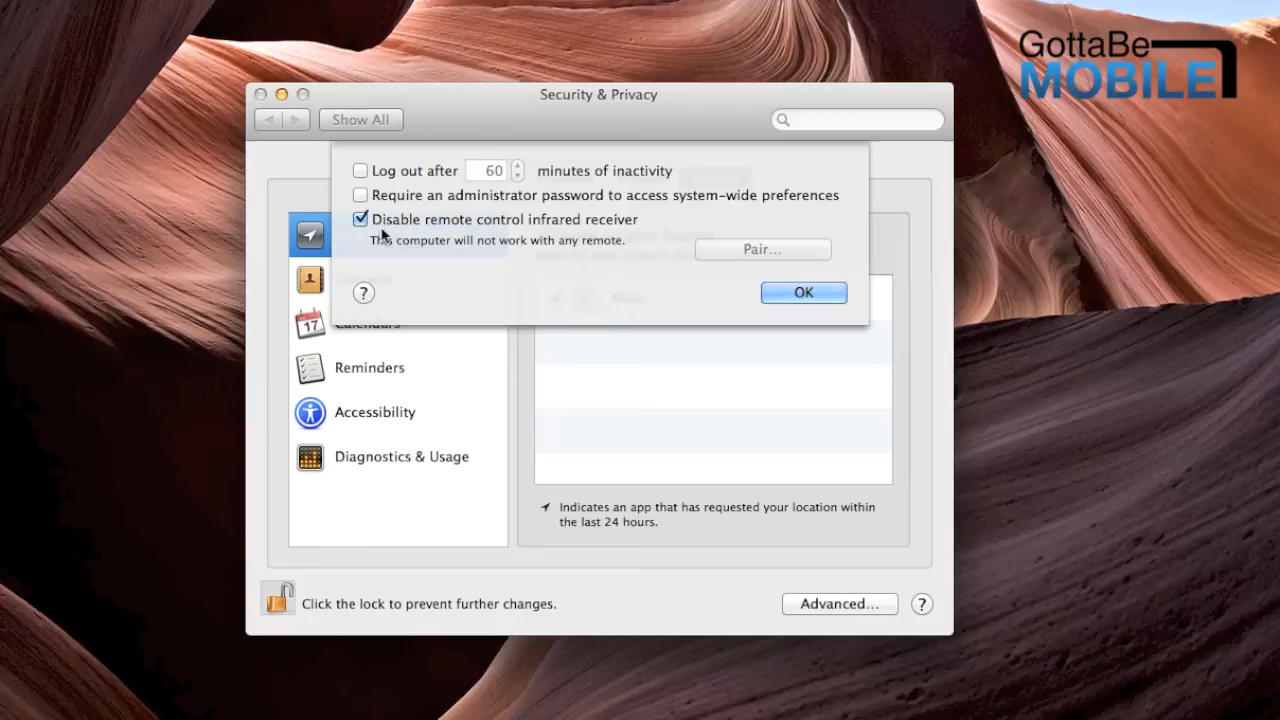 GottaBe
MOBILE
Security & Privacy
Show All
Log out after 60 minutes of inactivity
Require an administrator password to access system-wide preferences
Disable remote control infrared receiver
This computer will not work with any remote.
Pair...
?
OK
17
Calendars
Reminders
Accessibility
Diagnostics & Usage
Indicates an app that has requested your location within
the last 24 hours.
Click the lock to prevent further changes.
Advanced...
?